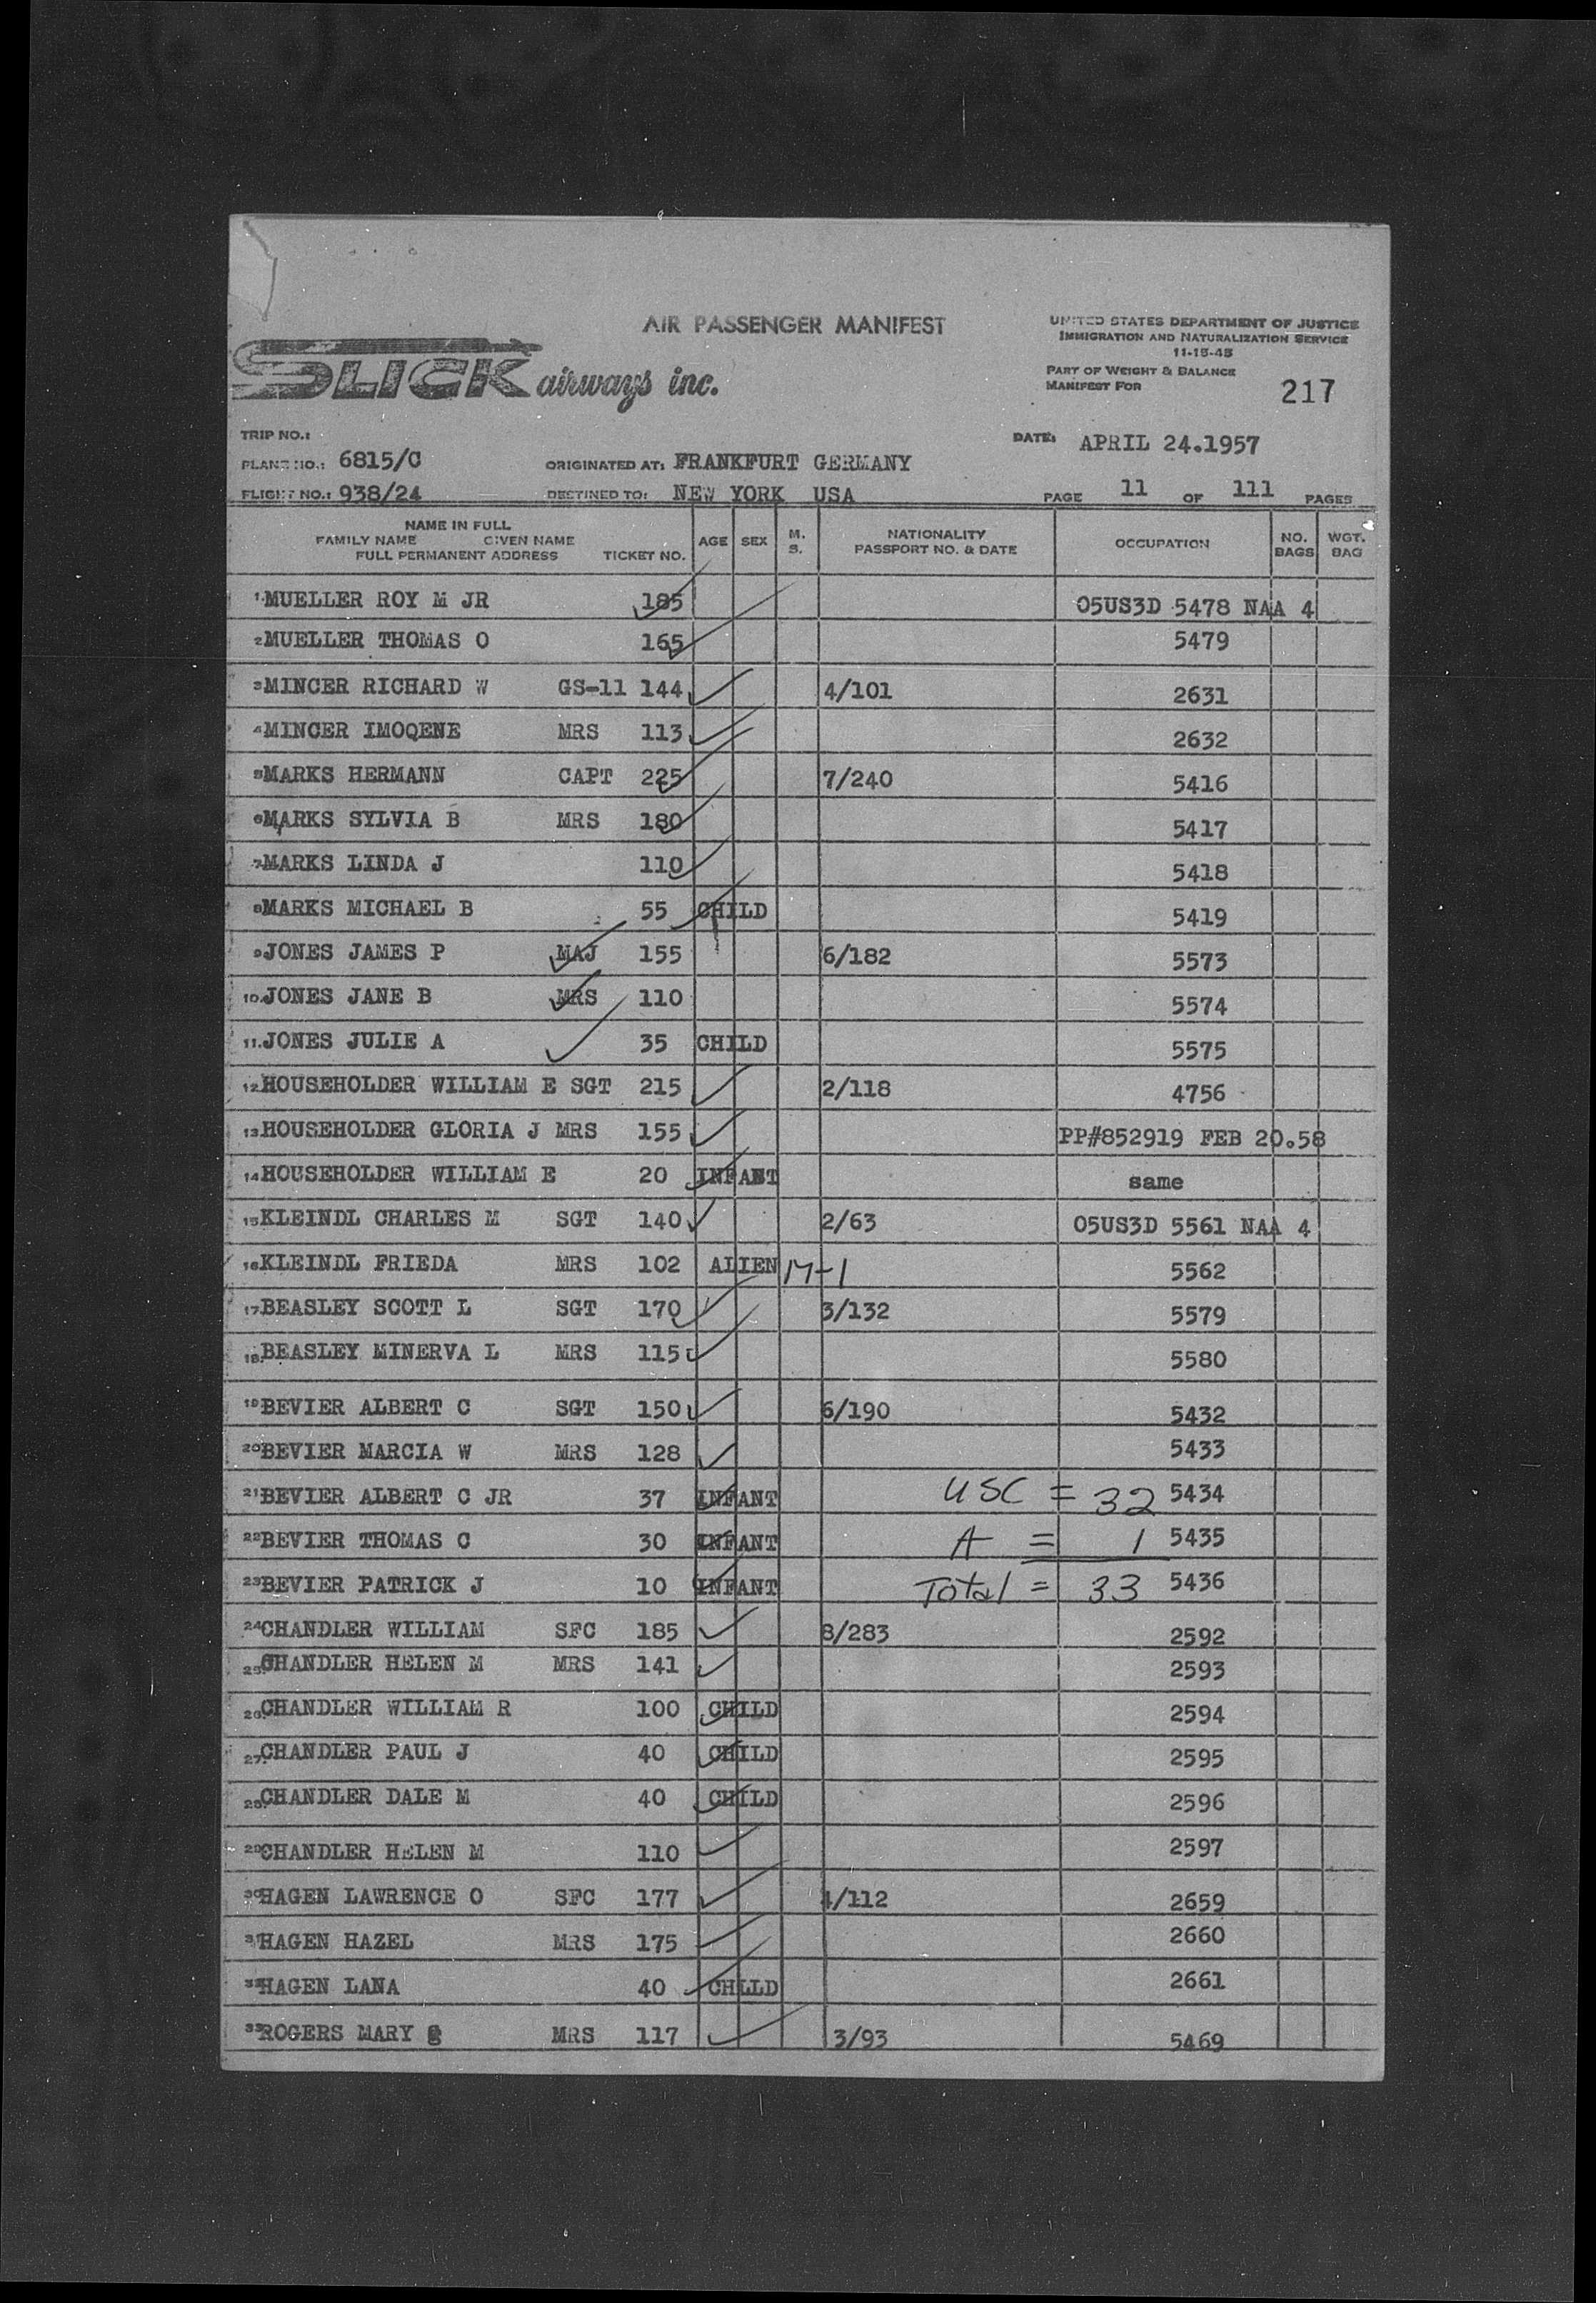 AIR PASSENGER MANIFEST
UNITED STATES DEPARTMENT OF JUSTICE
IMMIGRATION AND NATURALIZATION SERVICE
11-15-45
SLICK airways inc.
PART OF WEIGHT & BALANCE
MANIFEST FOR 217
TRIP NO.:
DATE: APRIL 24.1957
PLANE NO.: 6815/C ORIGINATED AT: FRANKFURT GERMANY
FLIGHT NO.: 938/24 DESTINED TO: NEW YORK USA PAGE 11 OF 111 PAGES
NAME IN FULL
FAMILY NAME GIVEN NAME
FULL PERMANENT ADDRESS TICKET NO. AGE SEX M. S. NATIONALITY PASSPORT NO. & DATE OCCUPATION NO. BAGS WGT. BAG
1. MUELLER ROY M JR 185 05US3D 5478 NAA 4
2 MUELLER THOMAS O 165 5479
3 MINCER RICHARD W GS-11 144 4/101 2631
4 MINCER IMOQENE MRS 113 2632
5 MARKS HERMANN CAPT 225 7/240 5416
6 MARKS SYLVIA B MRS 180 5417
7 MARKS LINDA J 110 5418
8 MARKS MICHAEL B 55 CHILD 5419
9 JONES JAMES P MAJ 155 6/182 5573
10. JONES JANE B MRS 110 5574
11. JONES JULIE A 35 CHILD 5575
12. HOUSEHOLDER WILLIAM E SGT 215 2/118 4756
13. HOUSEHOLDER GLORIA J MRS 155 PP#852919 FEB 20.58
14 HOUSEHOLDER WILLIAM E 20 INFANT same
15 KLEINDL CHARLES M SGT 140 2/63 05US3D 5561 NAA 4
16 KLEINDL FRIEDA MRS 102 ALIEN M-1 5562
17 BEASLEY SCOTT L SGT 170 3/132 5579
18. BEASLEY MINERVA L MRS 115 5580
19 BEVIER ALBERT C SGT 150 6/190 5432
20 BEVIER MARCIA W MRS 128 5433
21 BEVIER ALBERT C JR 37 INFANT USC = 32 5434
22 BEVIER THOMAS C 30 INFANT A = 1 5435
23 BEVIER PATRICK J 10 INFANT Total = 33 5436
24 CHANDLER WILLIAM SFC 185 8/283 2592
25. CHANDLER HELEN M MRS 141 2593
26. CHANDLER WILLIAM R 100 CHILD 2594
27. CHANDLER PAUL J 40 CHILD 2595
28. CHANDLER DALE M 40 CHILD 2596
29 CHANDLER HELEN M 110 2597
30 HAGEN LAWRENCE O SFC 177 4/112 2659
31 HAGEN HAZEL MRS 175 2660
32 HAGEN LANA 40 CHLLD 2661
33 ROGERS MARY MRS 117 3/93 5469